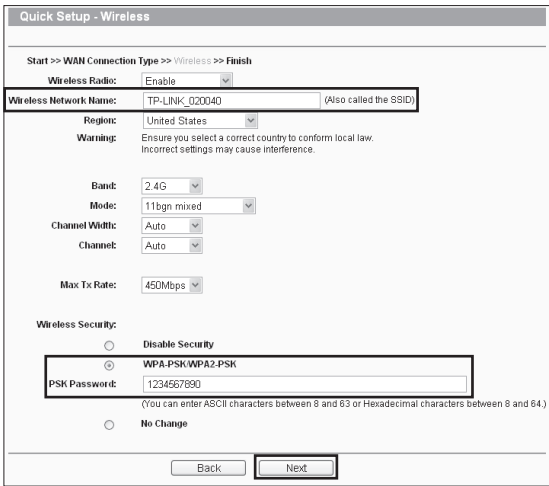 Quick Setup - Wireless
Start >> WAN Connection Type >> Wireless >> Finish
Wireless Radio: Enable
Wireless Network Name: TP-LINK_020040 (Also called the SSID)
Region: United States
Warning: Ensure you select a correct country to conform local law.
Incorrect settings may cause interference.
Band: 2.4G
Mode: 11bgn mixed
Channel Width: Auto
Channel: Auto
Max Tx Rate: 450Mbps
Wireless Security:
Disable Security
WPA-PSK/WPA2-PSK
PSK Password: 1234567890
(You can enter ASCII characters between 8 and 63 or Hexadecimal characters between 8 and 64.)
No Change
Back Next